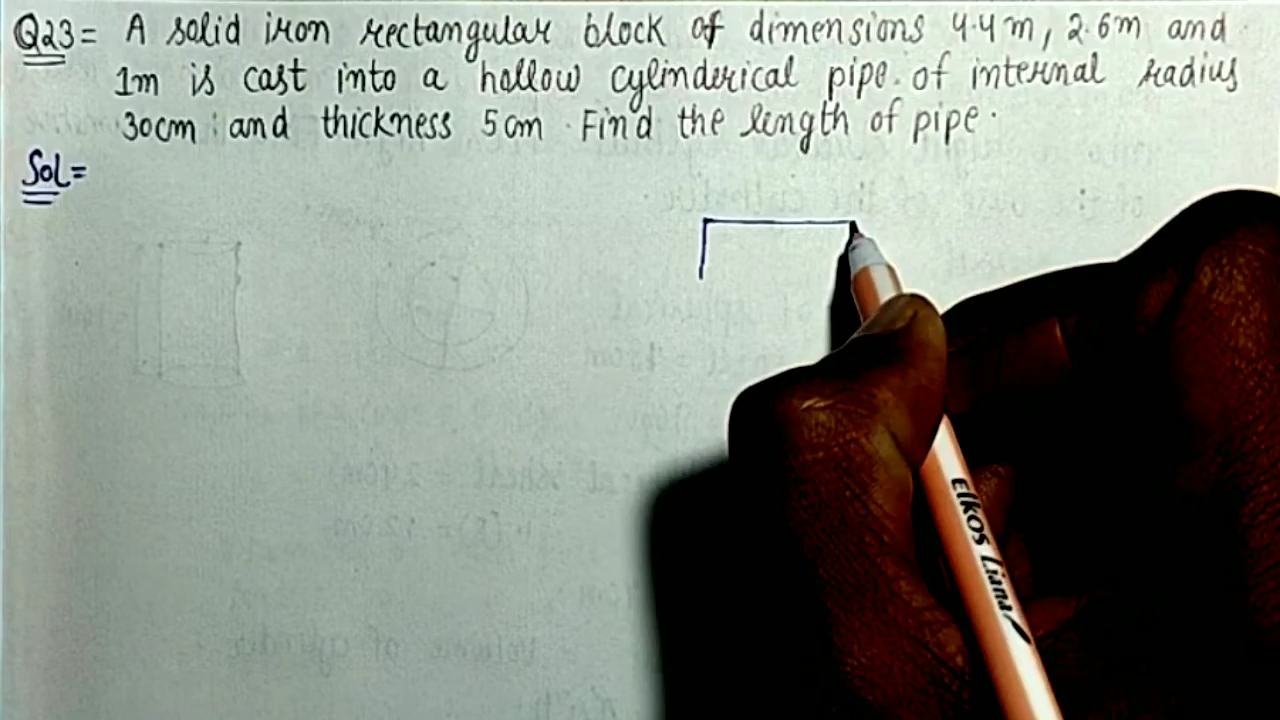 Q23= A solid iron rectangular block of dimensions 4.4m, 2.6m and
1m is cast into a hollow cylinderical pipe of internal radius
30cm and thickness 5cm. Find the length of pipe.
Sol=
Elkos Liana